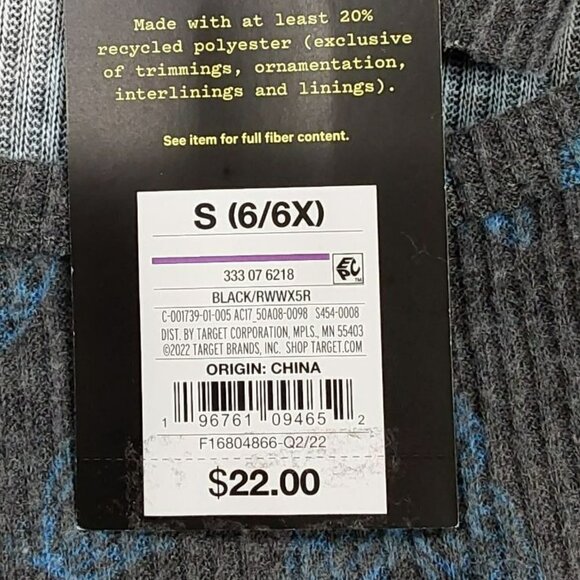 Made with at least 20%
recycled polyester (exclusive
of trimmings, ornamentation,
interlinings and linings).
See item for full fiber content.
S (6/6X)
333 07 6218
EPC™
BLACK/RWWX5R
C-001739-01-005 AC17_50A08-0098 S454-0008
DIST. BY TARGET CORPORATION, MPLS., MN 55403
©2022 TARGET BRANDS, INC. SHOP TARGET.COM
ORIGIN: CHINA
1 96761 09465 2
F16804866-Q2/22
$22.00